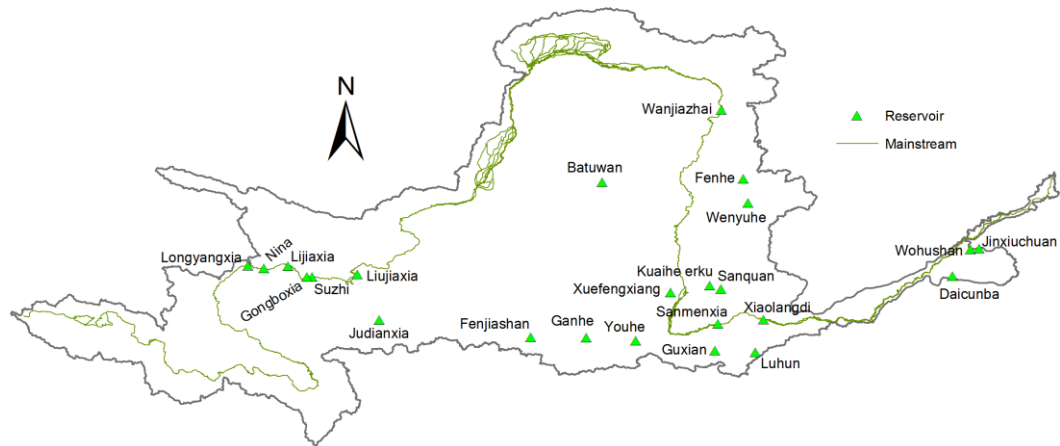 N
Wanjiazhai
Reservoir
Mainstream
Batuwan
Fenhe
Wenyuhe
Longyangxia
Nina
Lijiaxia
Gongboxia
Suzhi
Liujiaxia
Wohushan
Jinxiuchuan
Daicunba
Kuaihe erku
Sanquan
Xuefengxiang
Sanmenxia
Xiaolangdi
Judianxia
Fenjiashan
Ganhe
Youhe
Guxian
Luhun